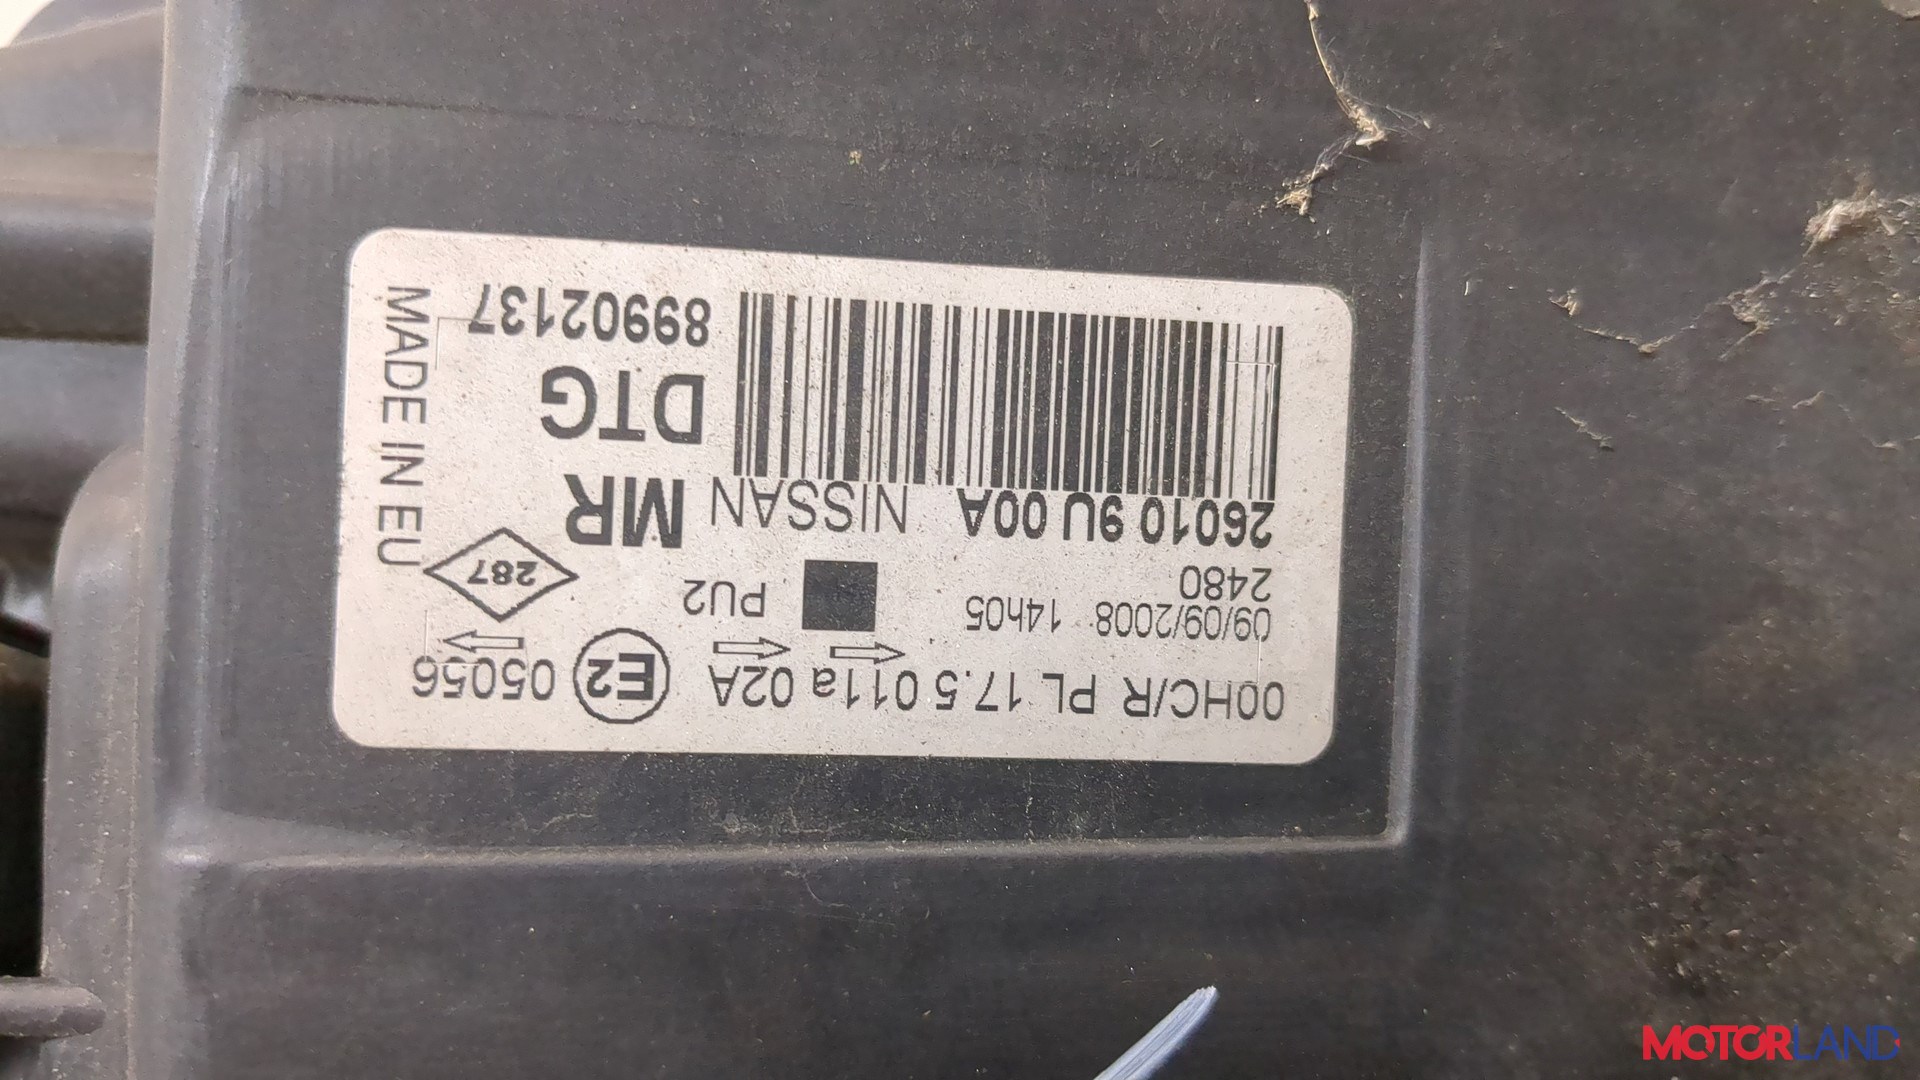 00HC/R PL 17.5 011a 02A E2 05056
09/09/2008 14h05 PU2 287
2480
26010 9U 00A NISSAN MR
DTG
89902137
MADE IN EU
MOTORLAND